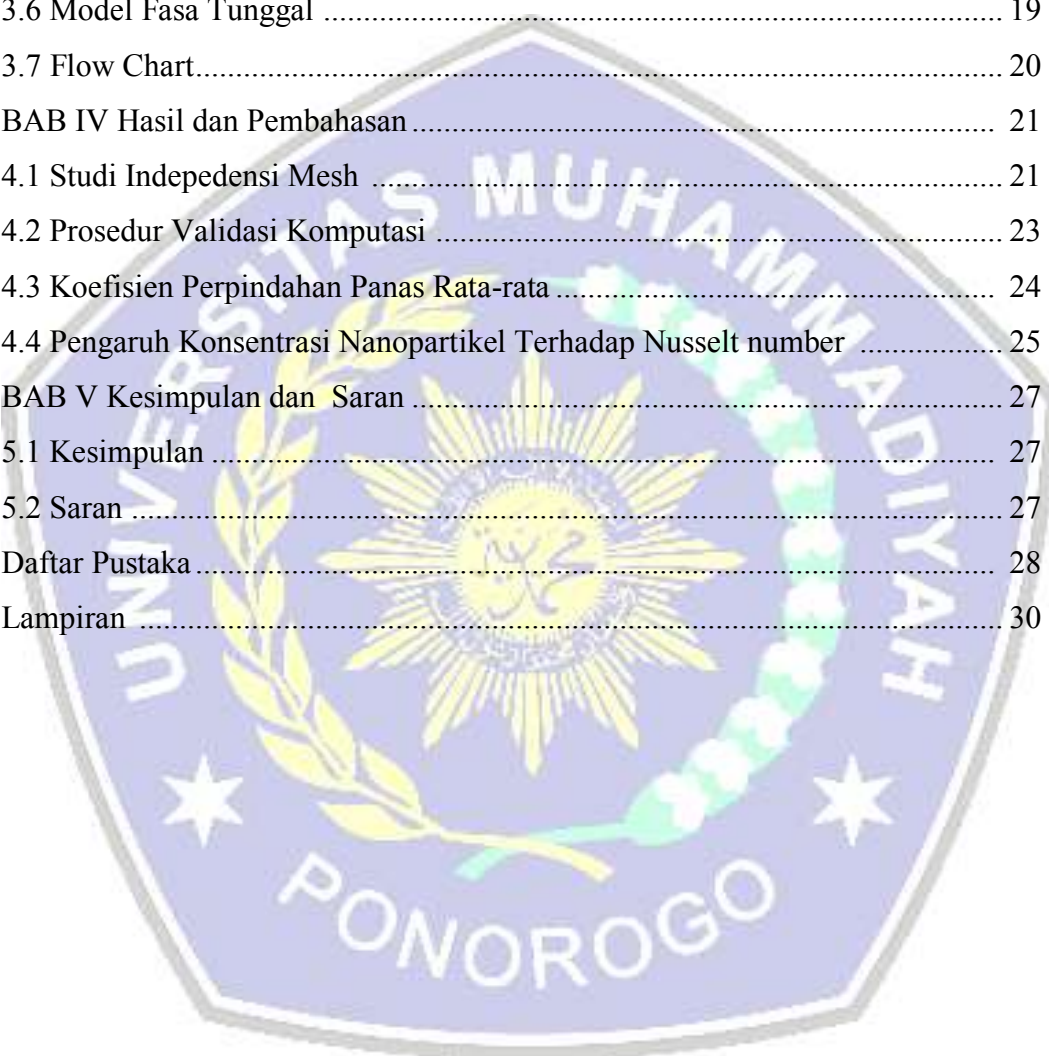 3.6 Model Fasa Tunggal ........ 19
3.7 Flow Chart........ 20
BAB IV Hasil dan Pembahasan ........ 21
4.1 Studi Indepedensi Mesh ........ 21
4.2 Prosedur Validasi Komputasi ........ 23
4.3 Koefisien Perpindahan Panas Rata-rata ........ 24
4.4 Pengaruh Konsentrasi Nanopartikel Terhadap Nusselt number ........ 25
BAB V Kesimpulan dan Saran ........ 27
5.1 Kesimpulan ........ 27
5.2 Saran ........ 27
Daftar Pustaka ........ 28
Lampiran ........ 30
UNIVERSITAS MUHAMMADIYAH
PONOROGO